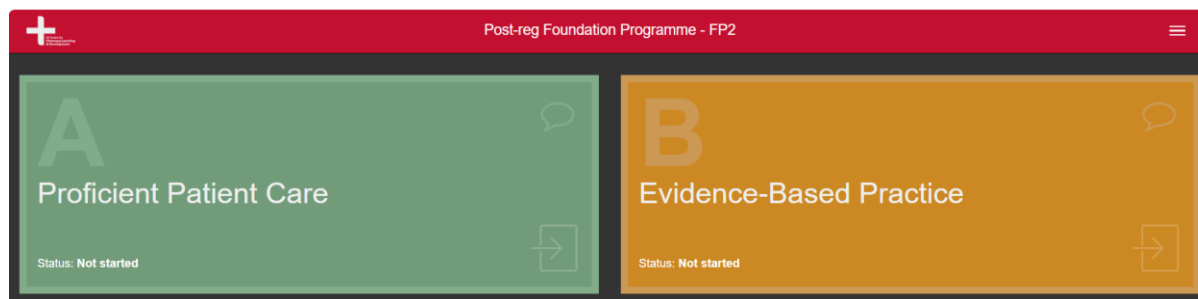 Post-reg Foundation Programme - FP2
A
Proficient Patient Care
Status: Not started
B
Evidence-Based Practice
Status: Not started